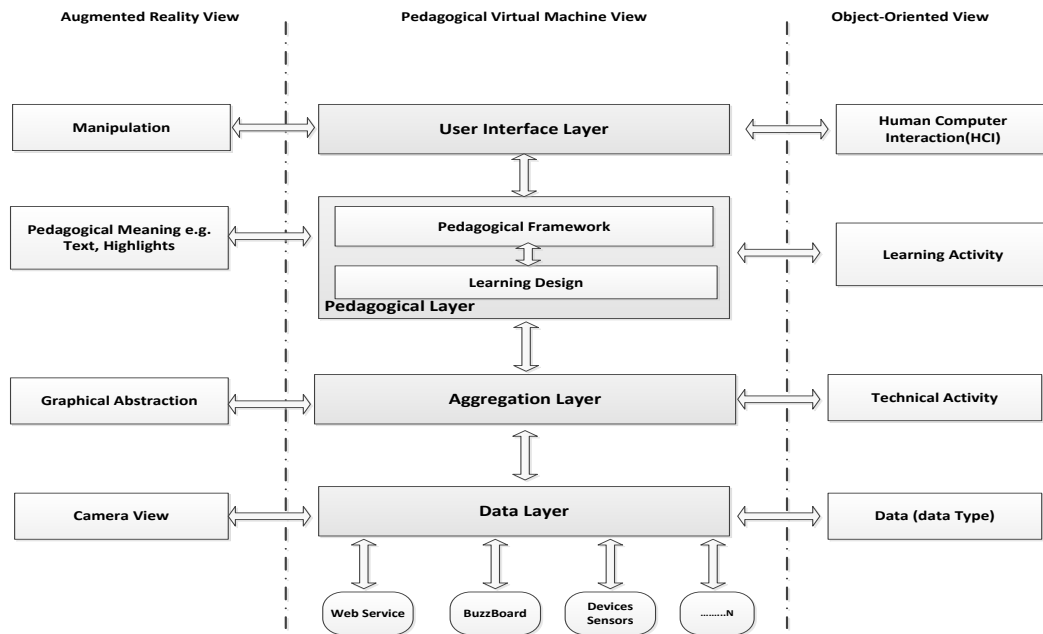 Augmented Reality View
Pedagogical Virtual Machine View
Object-Oriented View
Manipulation
User Interface Layer
Human Computer
Interaction(HCI)
Pedagogical Meaning e.g.
Text, Highlights
Pedagogical Framework
Learning Design
Pedagogical Layer
Learning Activity
Graphical Abstraction
Aggregation Layer
Technical Activity
Camera View
Data Layer
Data (data Type)
Web Service
BuzzBoard
Devices
Sensors
.........N